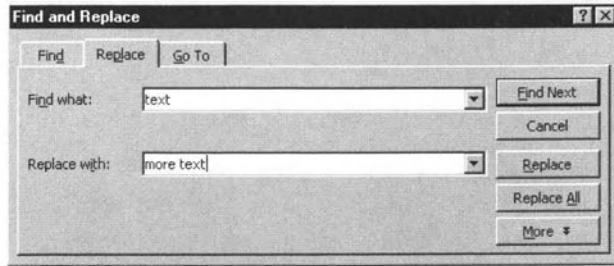 Find and Replace
Find Replace Go To
Find what: text
Find Next
Cancel
Replace with: more text
Replace
Replace All
More